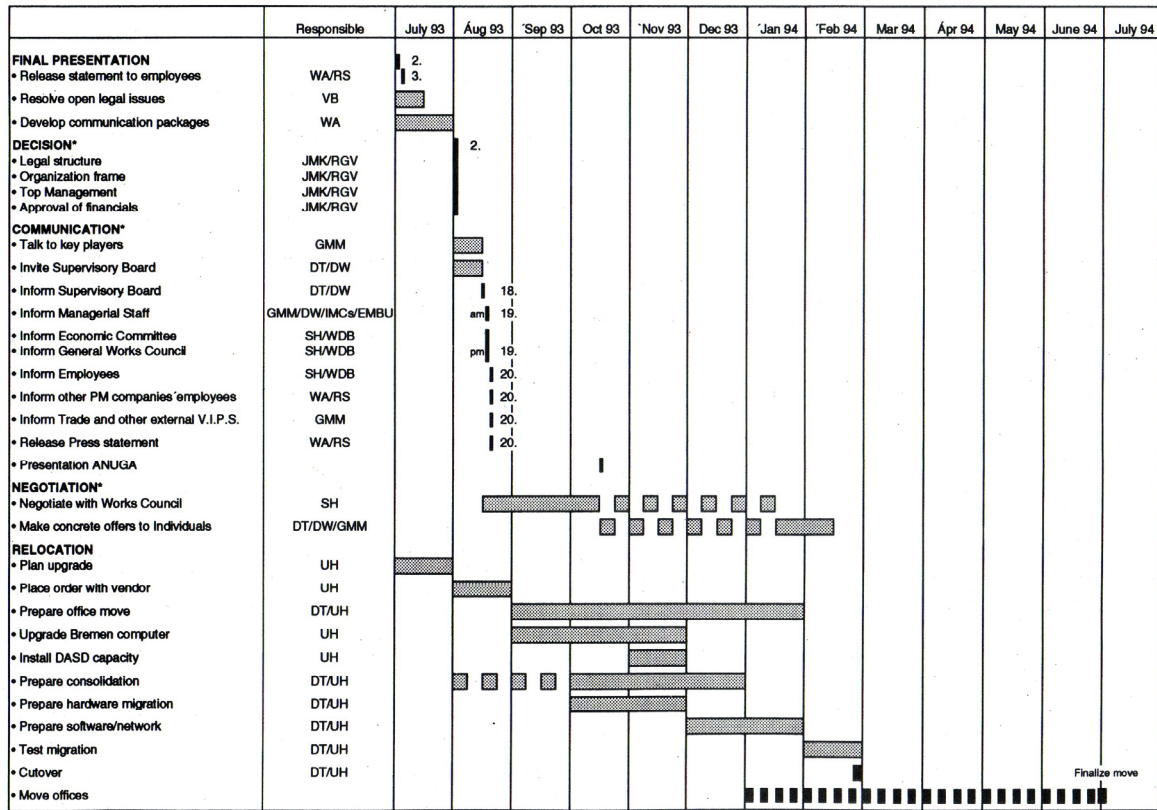 Responsible July 93 Aug 93 Sep 93 Oct 93 Nov 93 Dec 93 Jan 94 Feb 94 Mar 94 Apr 94 May 94 June 94 July 94
FINAL PRESENTATION 2.
• Release statement to employees WA/RS 3.
• Resolve open legal issues VB
• Develop communication packages WA
DECISION* 2.
• Legal structure JMK/RGV
• Organization frame JMK/RGV
• Top Management JMK/RGV
• Approval of financials JMK/RGV
COMMUNICATION*
• Talk to key players GMM
• Invite Supervisory Board DT/DW
• Inform Supervisory Board DT/DW 18.
• Inform Managerial Staff GMM/DW/IMCs/EMBU am 19.
• Inform Economic Committee SH/WDB
• Inform General Works Council SH/WDB pm 19.
• Inform Employees SH/WDB 20.
• Inform other PM companies´employees WA/RS 20.
• Inform Trade and other external V.I.P.S. GMM 20.
• Release Press statement WA/RS 20.
• Presentation ANUGA
NEGOTIATION*
• Negotiate with Works Council SH
• Make concrete offers to Individuals DT/DW/GMM
RELOCATION
• Plan upgrade UH
• Place order with vendor UH
• Prepare office move DT/UH
• Upgrade Bremen computer UH
• Install DASD capacity UH
• Prepare consolidation DT/UH
• Prepare hardware migration DT/UH
• Prepare software/network DT/UH
• Test migration DT/UH
• Cutover DT/UH Finalize move
• Move offices